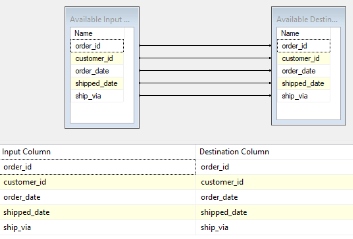 Available Input ...
Available Destin...
Name
Name
order_id
order_id
customer_id
customer_id
order_date
order_date
shipped_date
shipped_date
ship_via
ship_via
Input Column
Destination Column
order_id
order_id
customer_id
customer_id
order_date
order_date
shipped_date
shipped_date
ship_via
ship_via